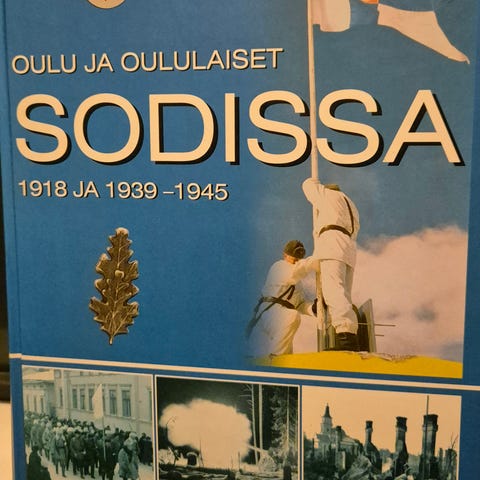 OULU JA OULULAISET
SODISSA
1918 JA 1939 –1945